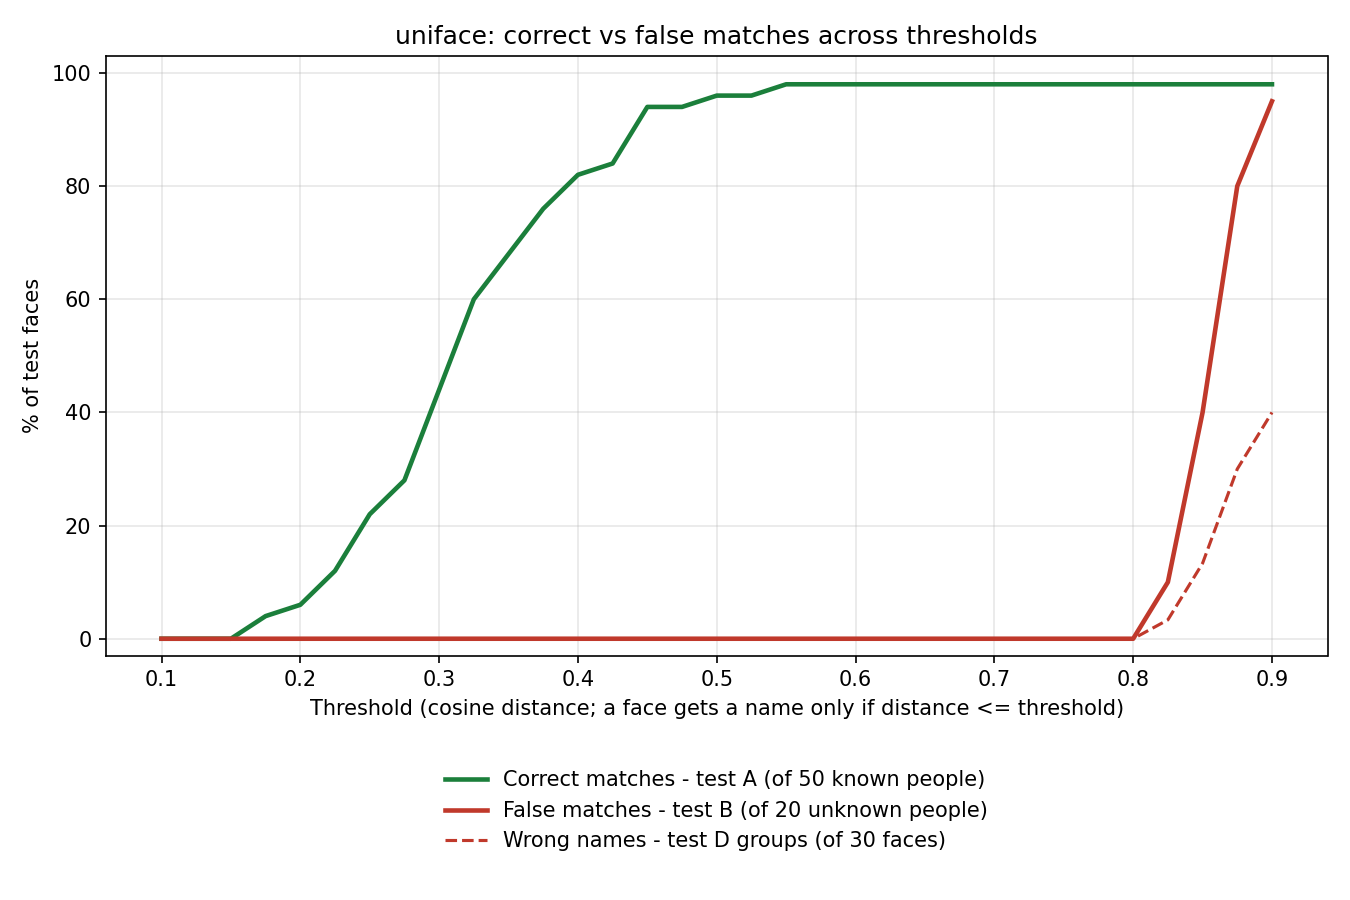 uniface: correct vs false matches across thresholds
% of test faces
100
80
60
40
20
0
0.1 0.2 0.3 0.4 0.5 0.6 0.7 0.8 0.9
Threshold (cosine distance; a face gets a name only if distance <= threshold)
Correct matches - test A (of 50 known people)
False matches - test B (of 20 unknown people)
Wrong names - test D groups (of 30 faces)